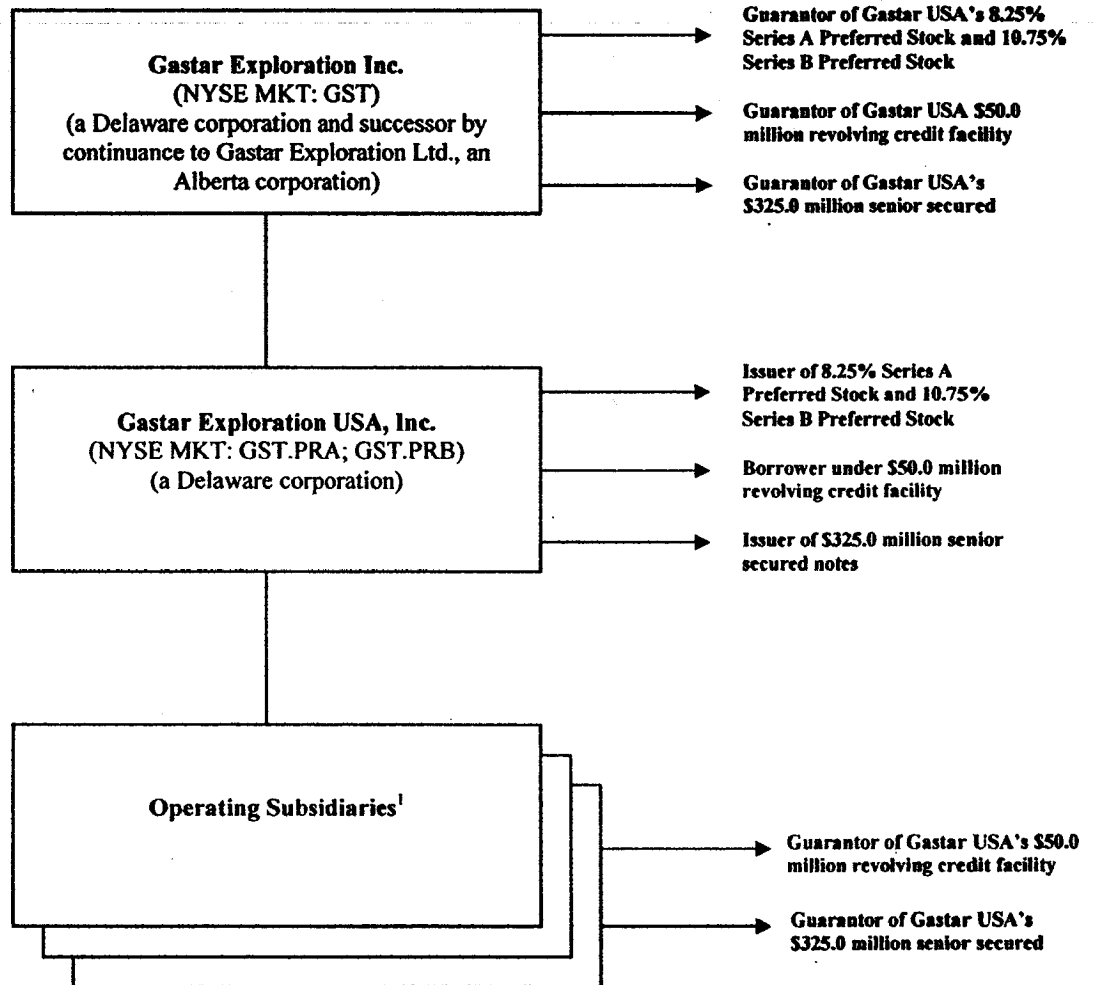 Guarantor of Gastar USA's 8.25%
Series A Preferred Stock and 10.75%
Series B Preferred Stock
Gastar Exploration Inc.
(NYSE MKT: GST)
(a Delaware corporation and successor by
continuance to Gastar Exploration Ltd., an
Alberta corporation)
Guarantor of Gastar USA $50.0
million revolving credit facility
Guarantor of Gastar USA's
$325.0 million senior secured
Gastar Exploration USA, Inc.
(NYSE MKT: GST.PRA; GST.PRB)
(a Delaware corporation)
Issuer of 8.25% Series A
Preferred Stock and 10.75%
Series B Preferred Stock
Borrower under $50.0 million
revolving credit facility
Issuer of $325.0 million senior
secured notes
Operating Subsidiaries¹
Guarantor of Gastar USA's $50.0
million revolving credit facility
Guarantor of Gastar USA's
$325.0 million senior secured